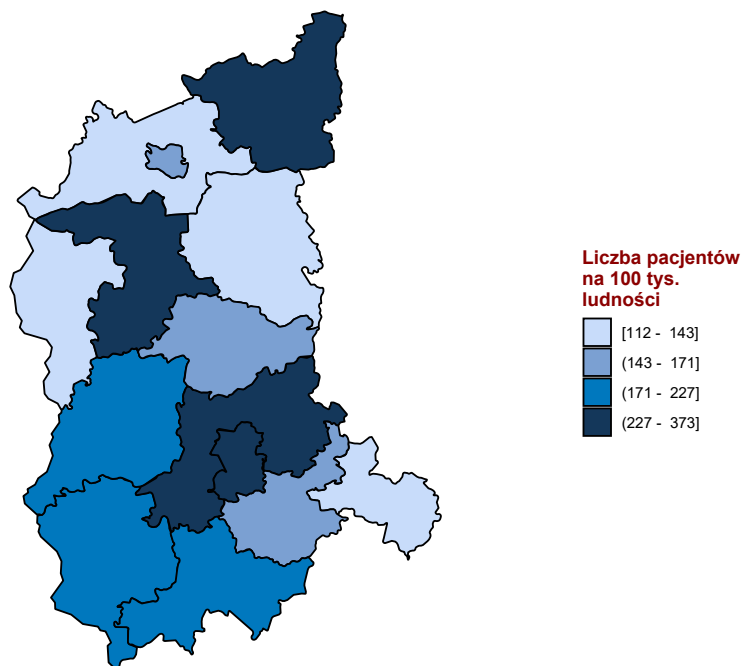 Liczba pacjentów
na 100 tys.
ludności
[112 - 143]
(143 - 171]
(171 - 227]
(227 - 373]